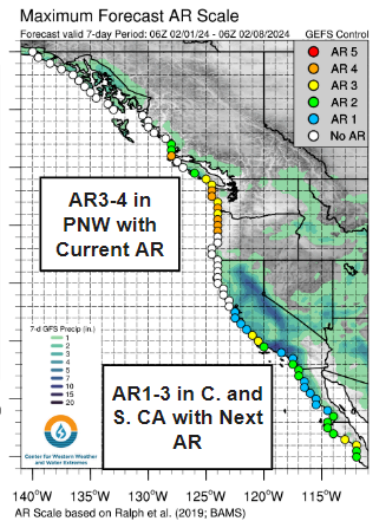 Maximum Forecast AR Scale
Forecast valid 7-day Period: 06Z 02/01/24 - 06Z 02/08/2024 GEFS Control
AR 5
AR 4
AR 3
AR 2
AR 1
No AR
AR3-4 in
PNW with
Current AR
7-d GFS Precip (in.)
1
2
3
4
5
7
10
15
20
AR1-3 in C. and
S. CA with Next
AR
Center for Western Weather
and Water Extremes
140°W 135°W 130°W 125°W 120°W 115°W
AR Scale based on Ralph et al. (2019; BAMS)